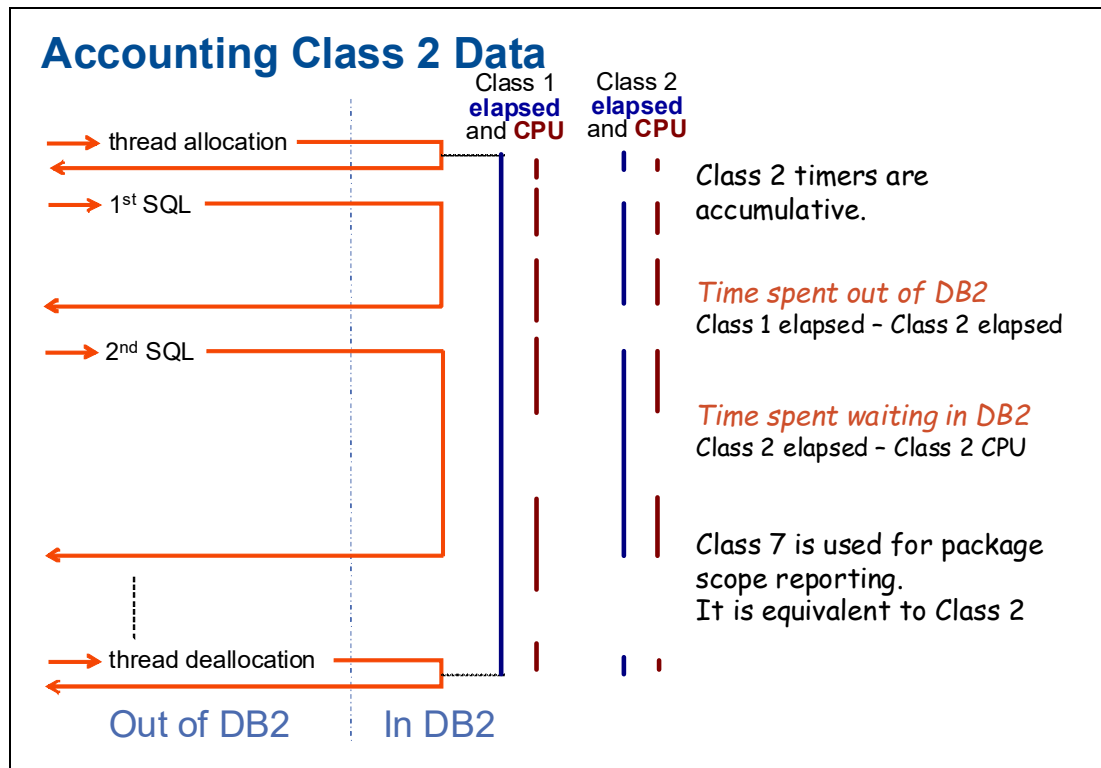 Accounting Class 2 Data
Class 1
elapsed
and CPU
Class 2
elapsed
and CPU
thread allocation
1st SQL
2nd SQL
thread deallocation
Out of DB2
In DB2
Class 2 timers are
accumulative.
Time spent out of DB2
Class 1 elapsed – Class 2 elapsed
Time spent waiting in DB2
Class 2 elapsed – Class 2 CPU
Class 7 is used for package
scope reporting.
It is equivalent to Class 2